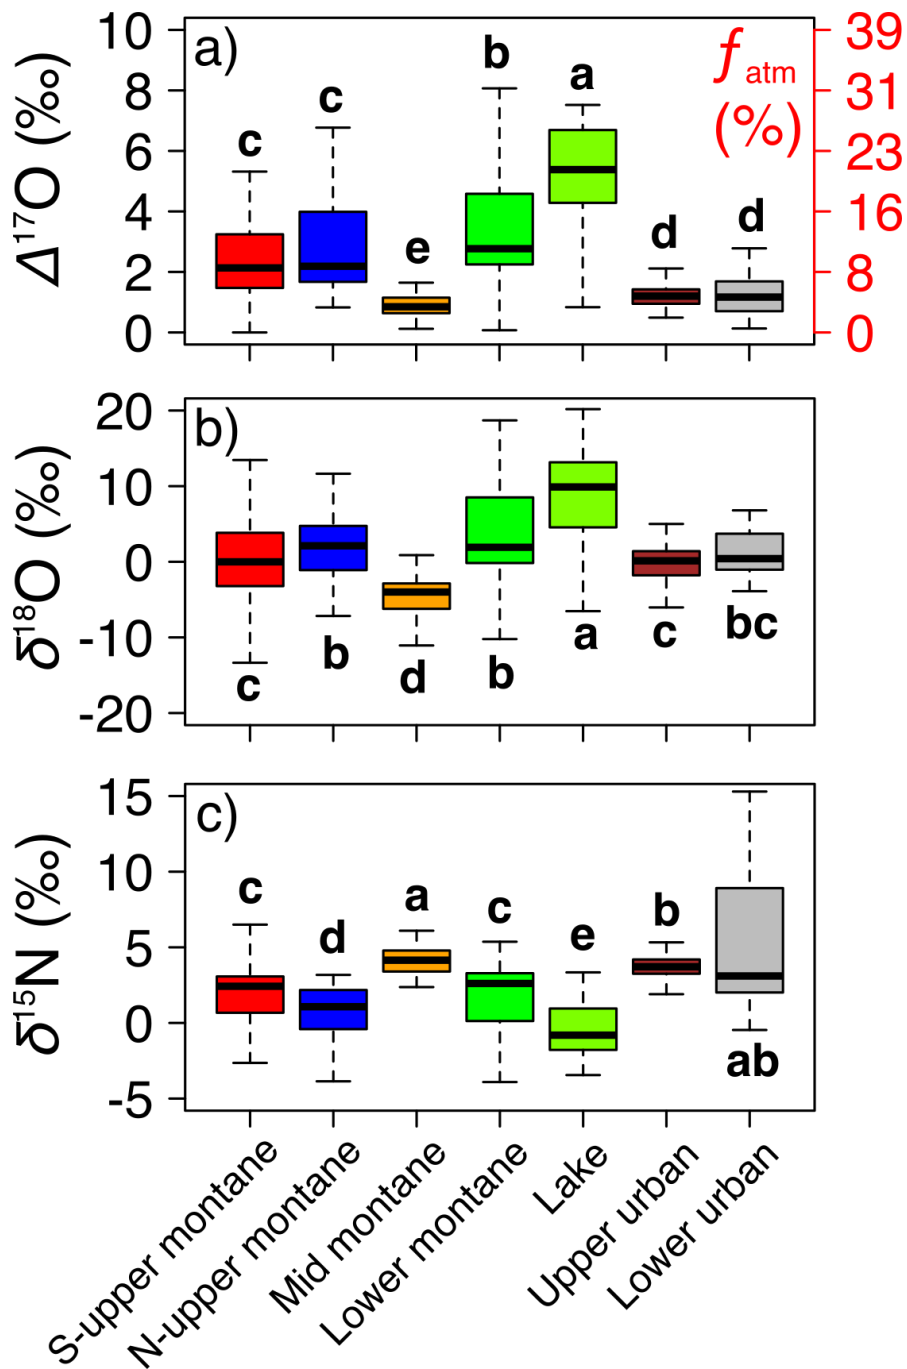 a)
Δ17O (‰)
10
8
6
4
2
0
c
c
e
b
a
d
d
f atm
(%)
39
31
23
16
8
0
b)
δ18O (‰)
20
10
0
-10
-20
c
b
d
b
a
c
bc
c)
δ15N (‰)
15
10
5
0
-5
c
d
a
c
e
b
ab
S-upper montane
N-upper montane
Mid montane
Lower montane
Lake
Upper urban
Lower urban